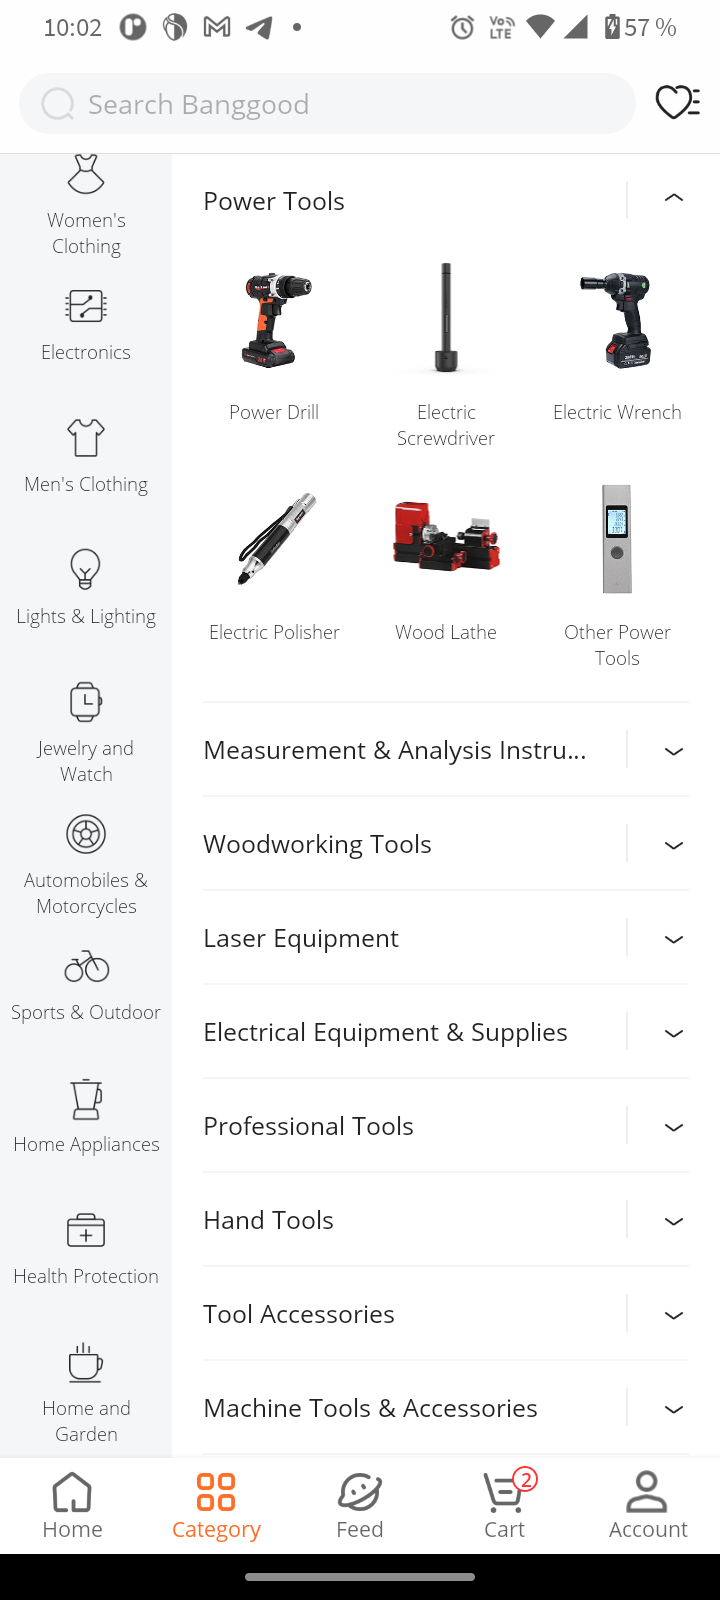 10:02
Vo
LTE
57 %
Search Banggood
Women's
Clothing
Electronics
Men's Clothing
Lights & Lighting
Jewelry and
Watch
Automobiles &
Motorcycles
Sports & Outdoor
Home Appliances
Health Protection
Home and
Garden
Power Tools
Power Drill
Electric
Screwdriver
Electric Wrench
Electric Polisher
Wood Lathe
Other Power
Tools
Measurement & Analysis Instru...
Woodworking Tools
Laser Equipment
Electrical Equipment & Supplies
Professional Tools
Hand Tools
Tool Accessories
Machine Tools & Accessories
Home
Category
Feed
2
Cart
Account